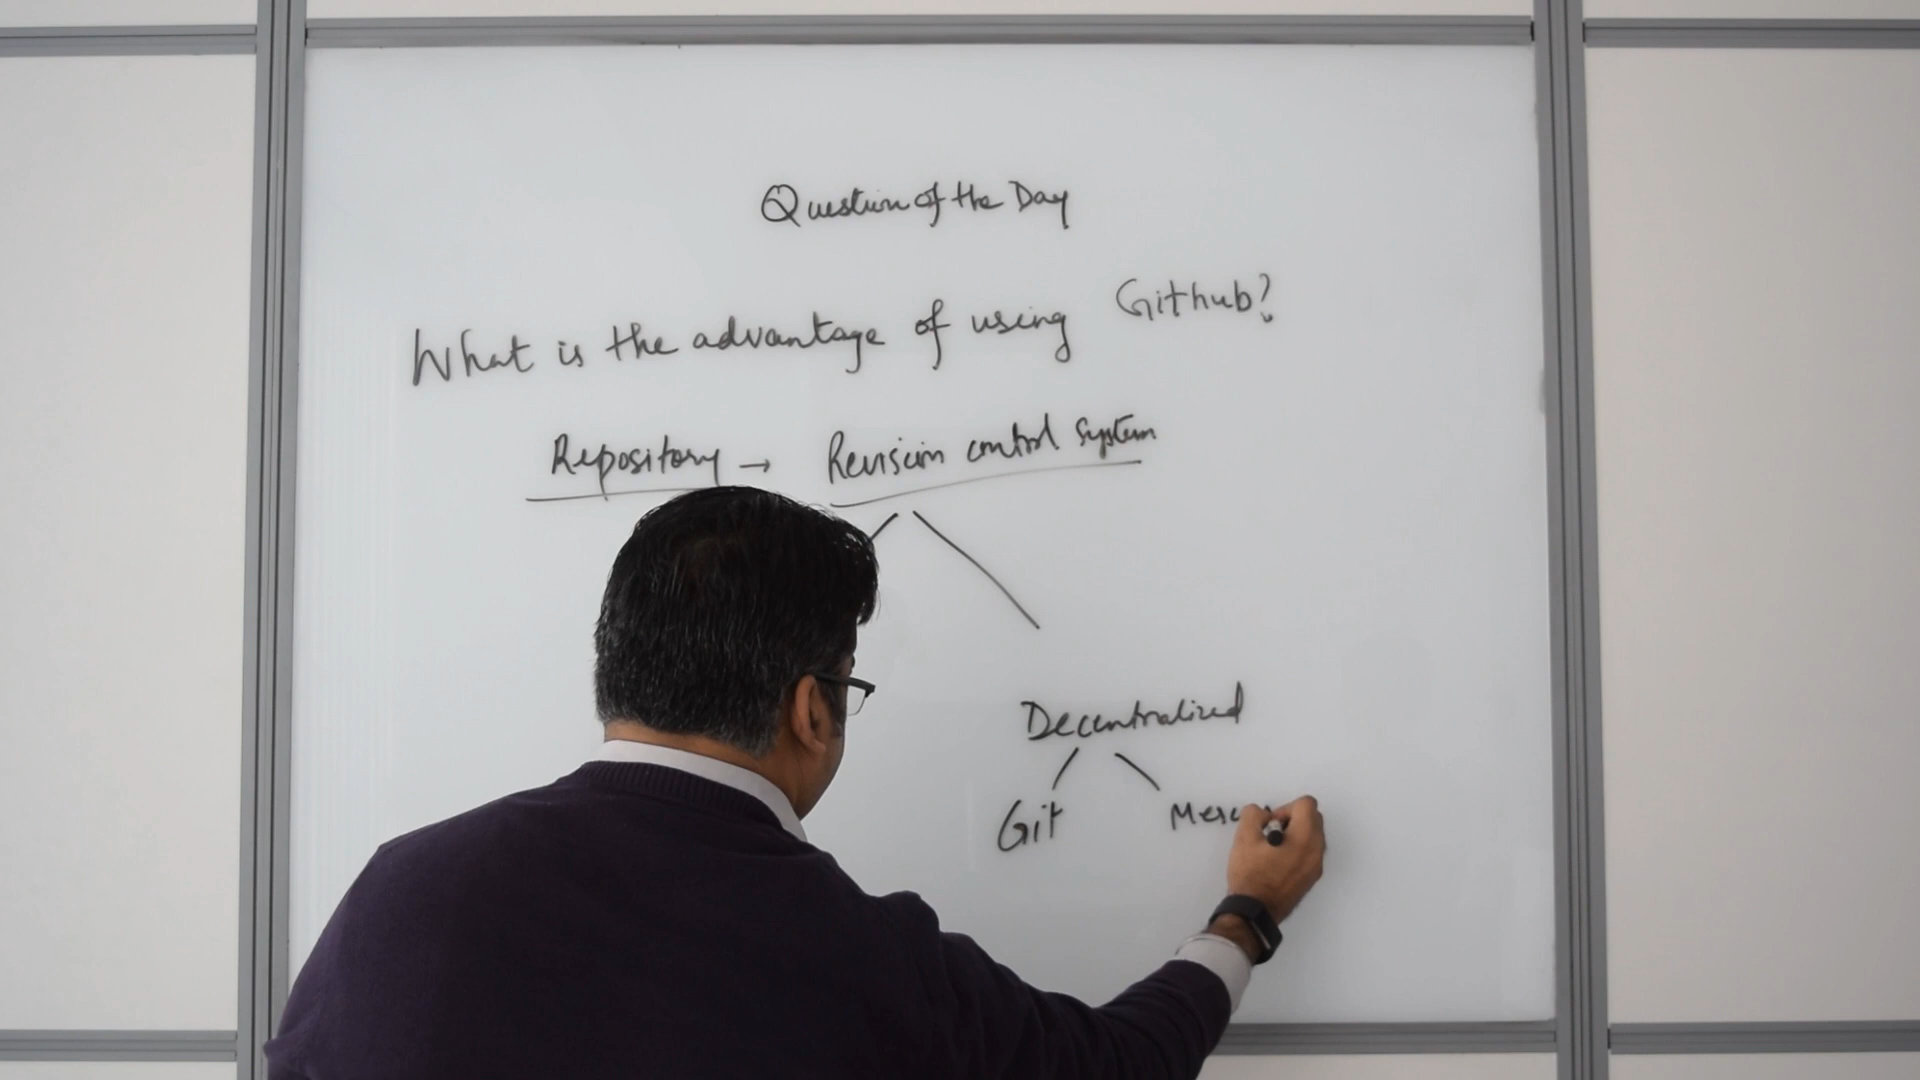 Question of the Day
What is the advantage of using Github?
Repository → Revision control system
Decentralized
Git